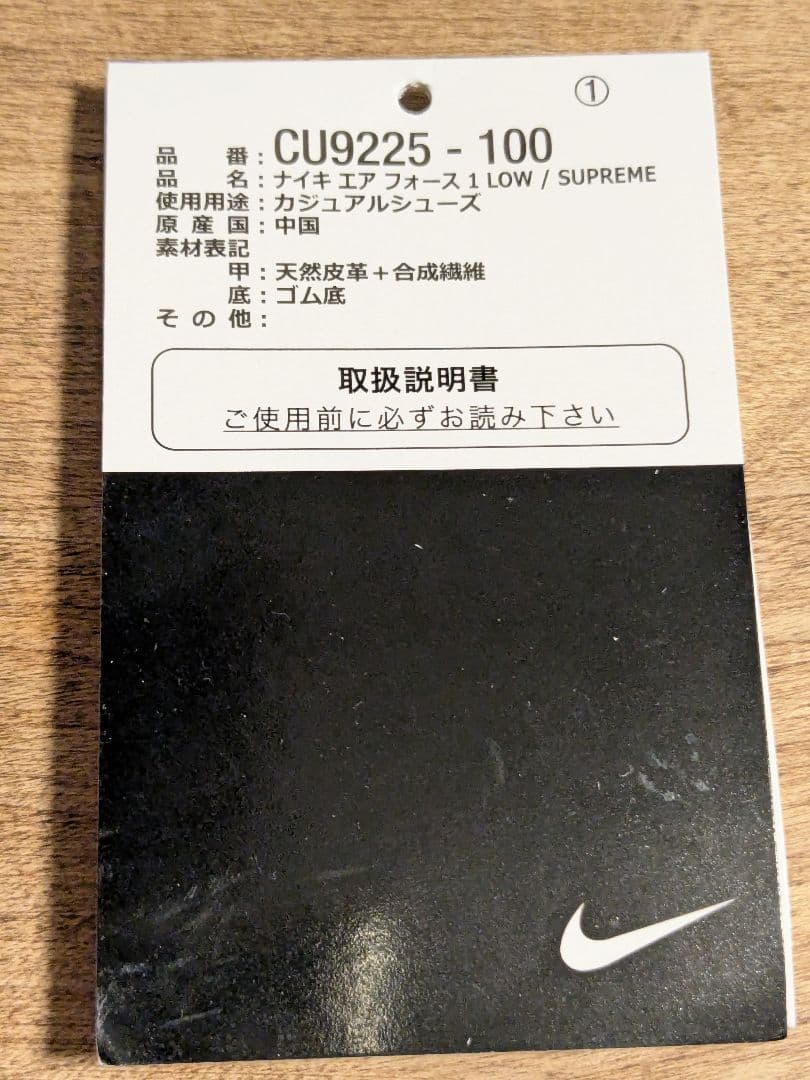 ①
品 番：CU9225 - 100
品 名：ナイキ エア フォース 1 LOW / SUPREME
使用用途：カジュアルシューズ
原 産 国：中国
素材表記
甲：天然皮革＋合成繊維
底：ゴム底
そ の 他：
取扱説明書
ご使用前に必ずお読み下さい